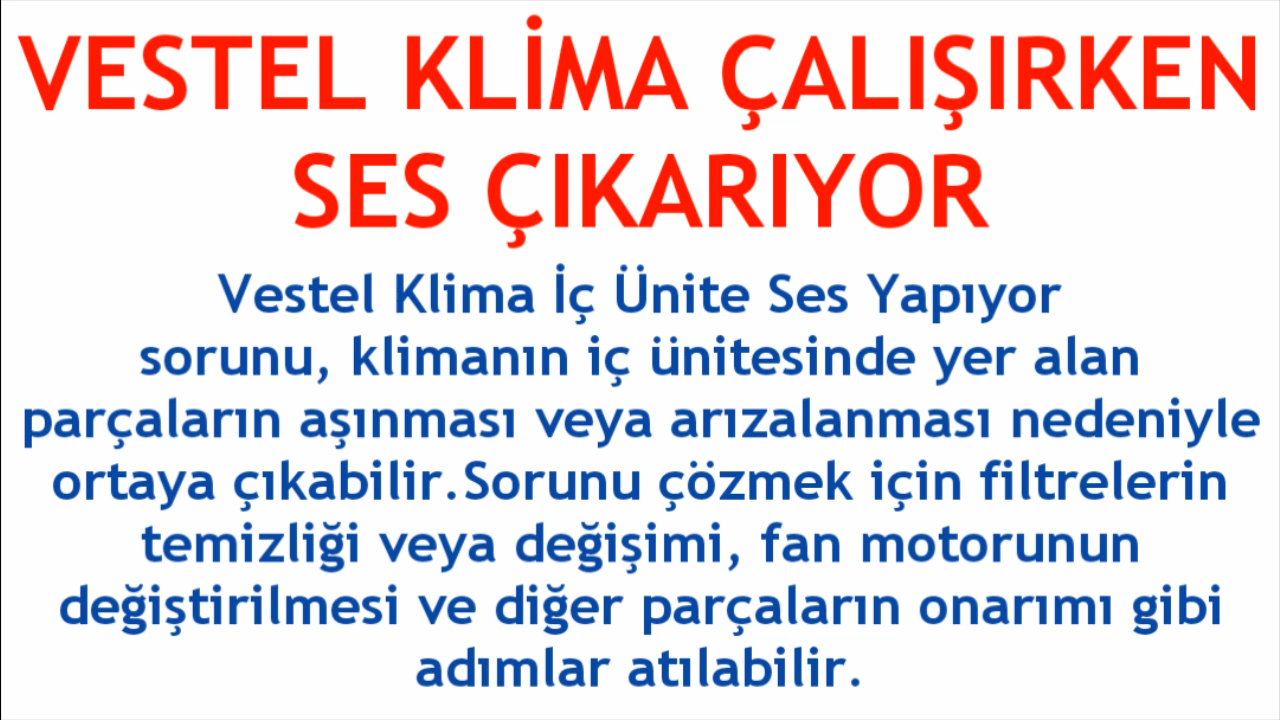 VESTEL KLİMA ÇALIŞIRKEN
SES ÇIKARIYOR
Vestel Klima İç Ünite Ses Yapıyor
sorunu, klimanın iç ünitesinde yer alan
parçaların aşınması veya arızalanması nedeniyle
ortaya çıkabilir.Sorunu çözmek için filtrelerin
temizliği veya değişimi, fan motorunun
değiştirilmesi ve diğer parçaların onarımı gibi
adımlar atılabilir.